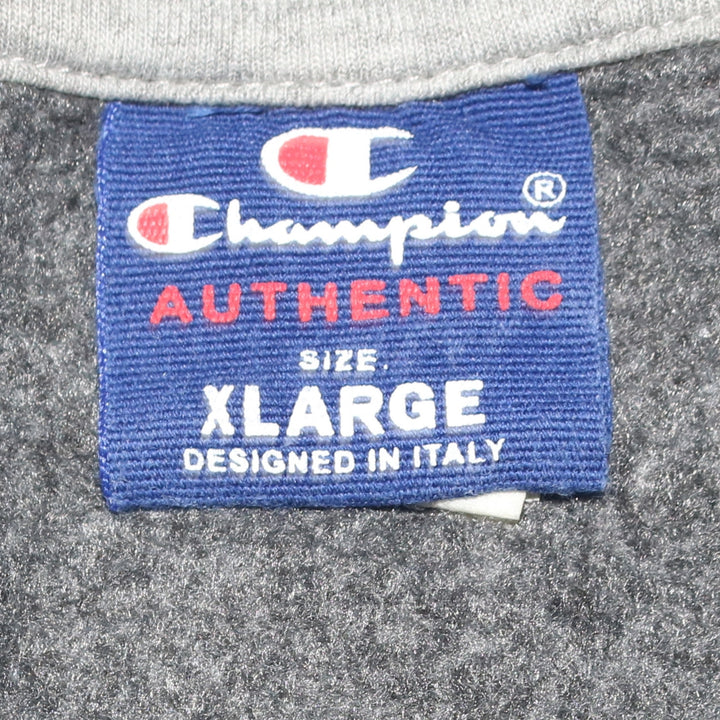 Champion®
AUTHENTIC
SIZE.
XLARGE
DESIGNED IN ITALY